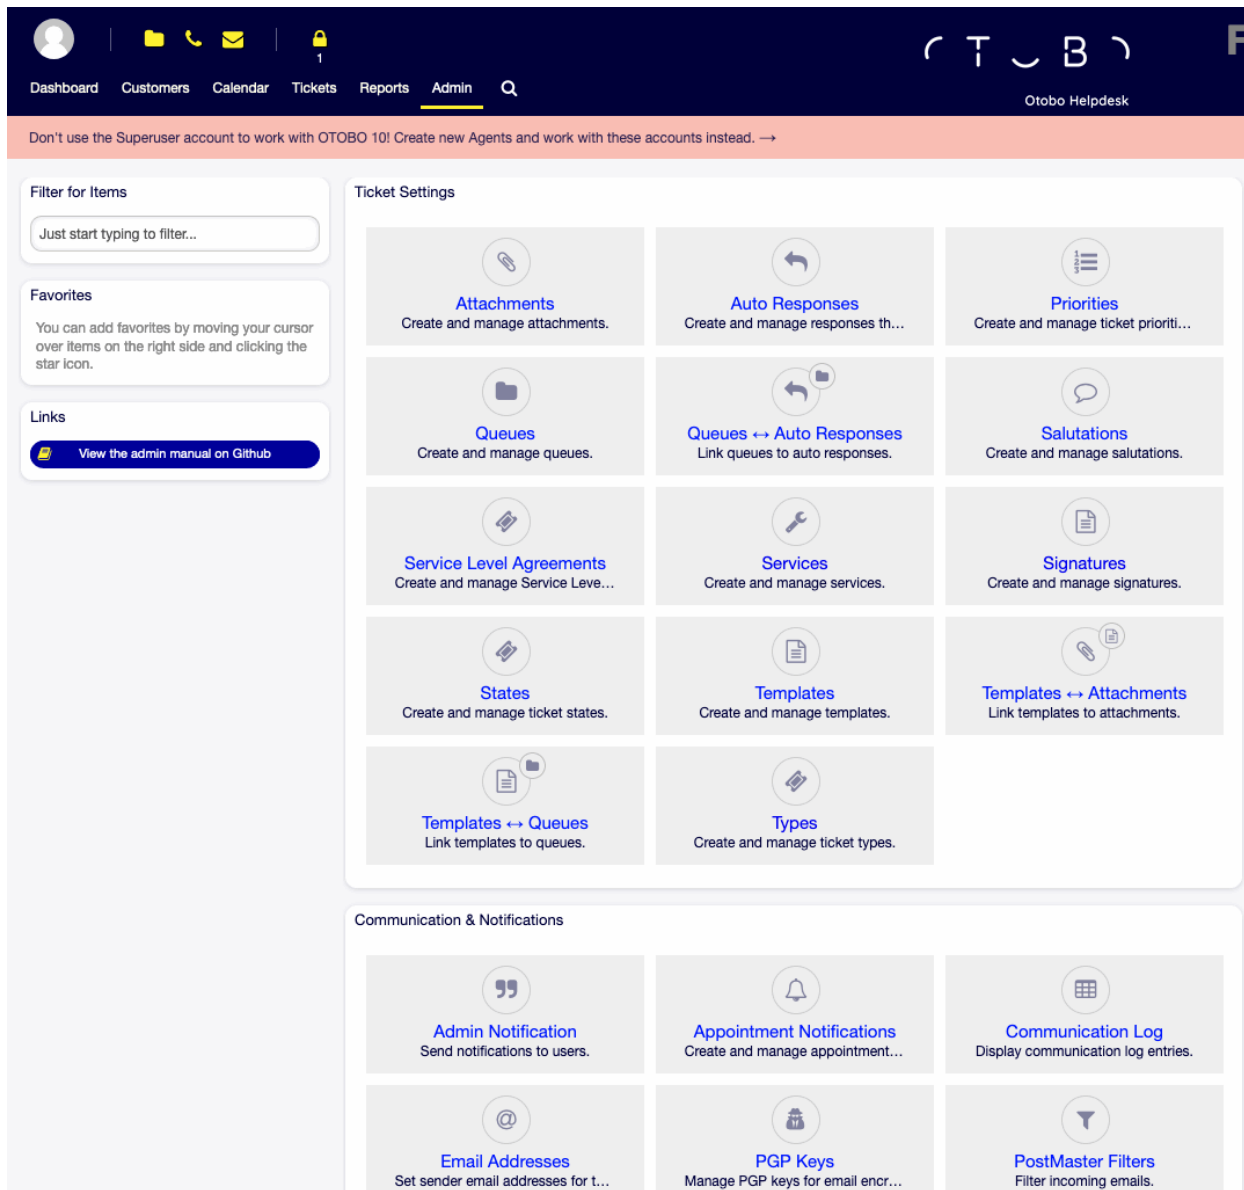 1
OTOBO
Dashboard Customers Calendar Tickets Reports Admin
Otobo Helpdesk
F
Don't use the Superuser account to work with OTOBO 10! Create new Agents and work with these accounts instead. →
Filter for Items
Just start typing to filter...
Favorites
You can add favorites by moving your cursor
over items on the right side and clicking the
star icon.
Links
View the admin manual on Github
Ticket Settings
Attachments
Create and manage attachments.
Auto Responses
Create and manage responses th...
Priorities
Create and manage ticket prioriti...
Queues
Create and manage queues.
Queues ↔ Auto Responses
Link queues to auto responses.
Salutations
Create and manage salutations.
Service Level Agreements
Create and manage Service Leve...
Services
Create and manage services.
Signatures
Create and manage signatures.
States
Create and manage ticket states.
Templates
Create and manage templates.
Templates ↔ Attachments
Link templates to attachments.
Templates ↔ Queues
Link templates to queues.
Types
Create and manage ticket types.
Communication & Notifications
Admin Notification
Send notifications to users.
Appointment Notifications
Create and manage appointment...
Communication Log
Display communication log entries.
Email Addresses
Set sender email addresses for t...
PGP Keys
Manage PGP keys for email encr...
PostMaster Filters
Filter incoming emails.